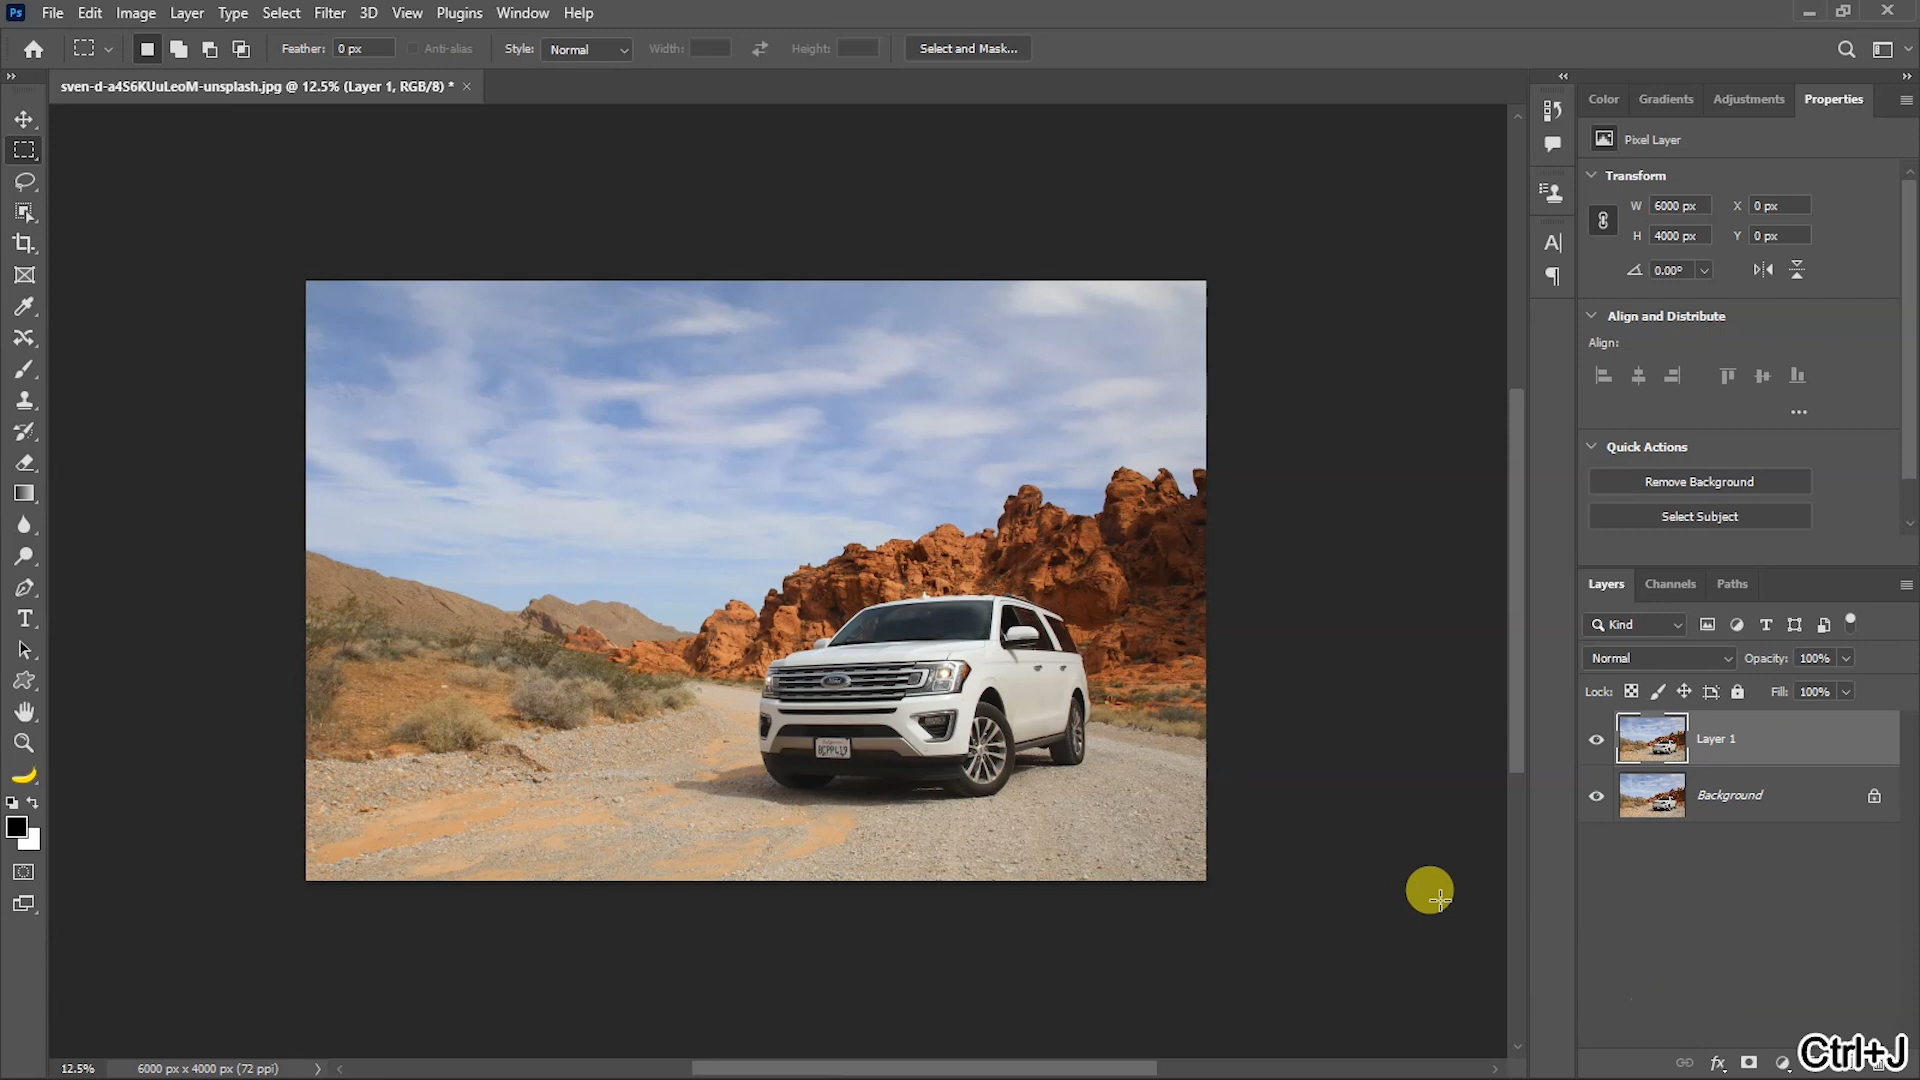 Ps File Edit Image Layer Type Select Filter 3D View Plugins Window Help
Feather: 0 px Anti-alias Style: Normal Width: Height: Select and Mask...
sven-d-a4S6KUuLeoM-unsplash.jpg @ 12.5% (Layer 1, RGB/8) *
Color Gradients Adjustments Properties
Pixel Layer
Transform
W 6000 px X 0 px
H 4000 px Y 0 px
0.00°
Align and Distribute
Align:
Quick Actions
Remove Background
Select Subject
Layers Channels Paths
Kind
Normal Opacity: 100%
Lock: Fill: 100%
Layer 1
Background
Ford
8CPP419
12.5% 6000 px x 4000 px (72 ppi)
Ctrl+J